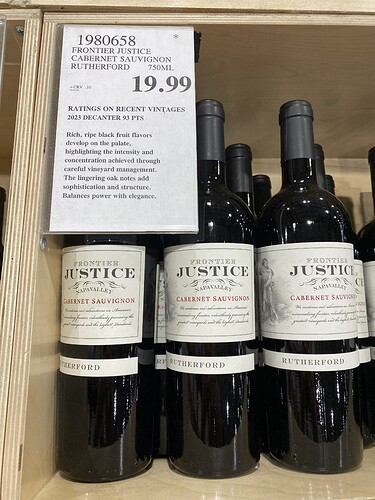 1980658 *
FRONTIER JUSTICE
CABERNET SAUVIGNON
RUTHERFORD 750ML
+CRV .10
19.99
RATINGS ON RECENT VINTAGES
2023 DECANTER 93 PTS
Rich, ripe black fruit flavors
develop on the palate,
highlighting the intensity and
concentration achieved through
careful vineyard management.
The lingering oak notes add
sophistication and structure.
Balances power with elegance.
FRONTIER
JUSTICE
NAPA VALLEY
CABERNET SAUVIGNON
RUTHERFORD
FRONTIER
JUSTICE
NAPA VALLEY
CABERNET SAUVIGNON
RUTHERFORD
FRONTIER
JUSTICE
NAPA VALLEY
CABERNET SAUVIGNON
RUTHERFORD